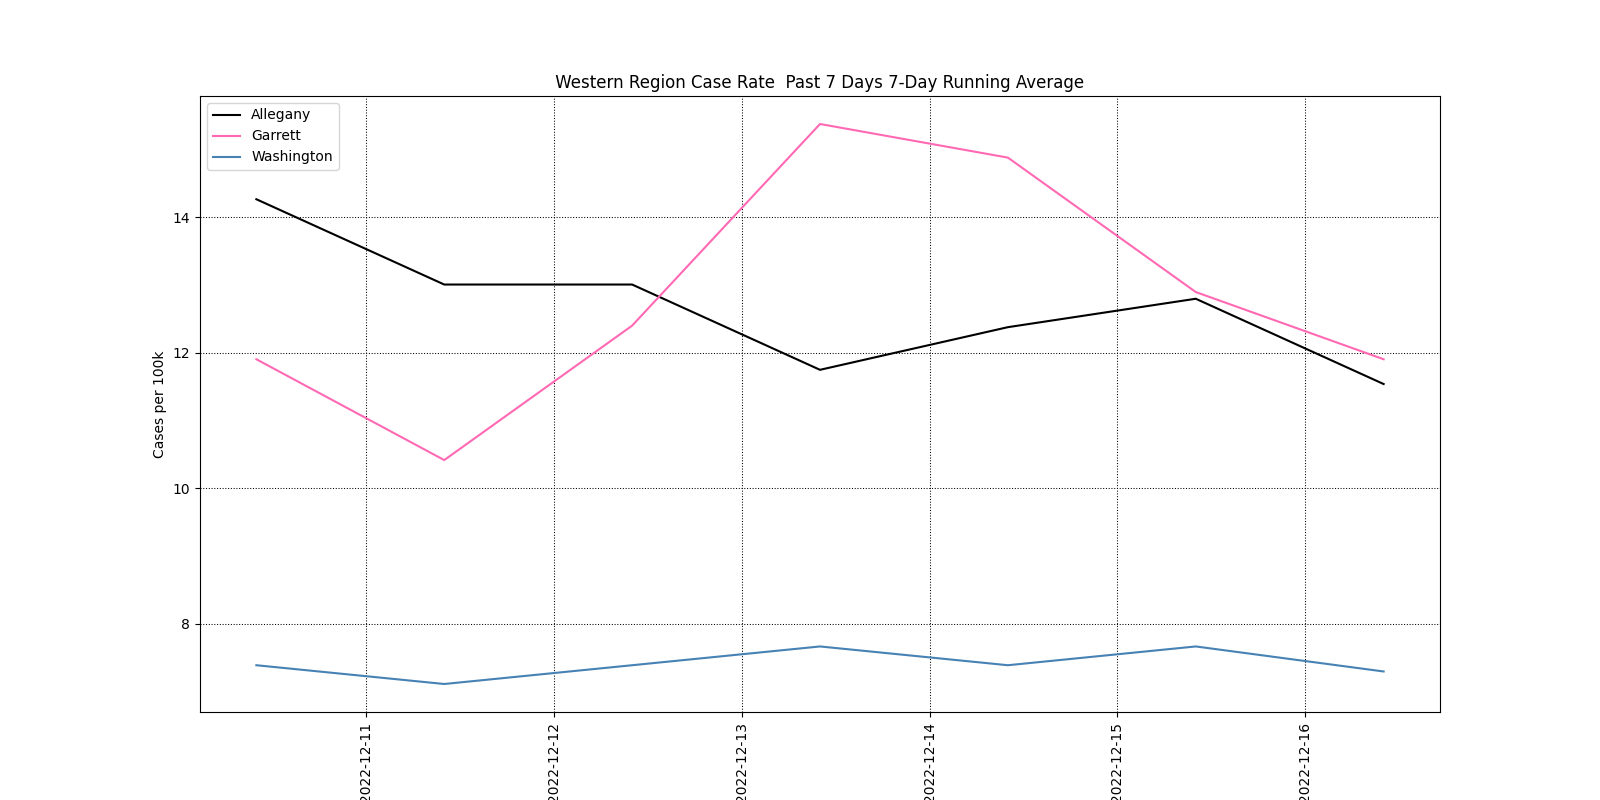 Western Region Case Rate  Past 7 Days 7-Day Running Average
Allegany
Garrett
Washington
Cases per 100k
14
12
10
8
2022-12-11
2022-12-12
2022-12-13
2022-12-14
2022-12-15
2022-12-16